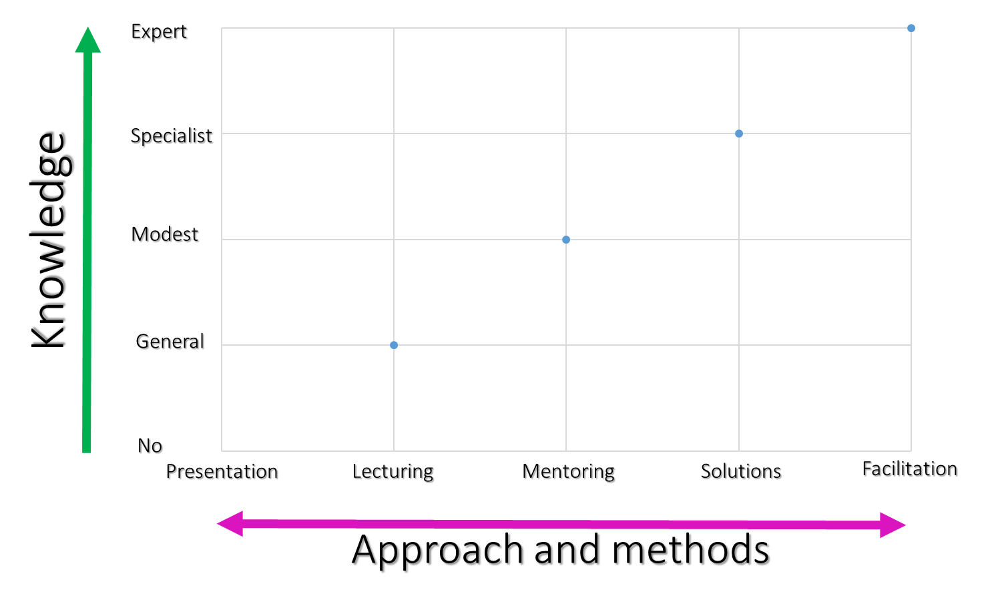 Knowledge
Expert
Specialist
Modest
General
No
Presentation
Lecturing
Mentoring
Solutions
Facilitation
Approach and methods